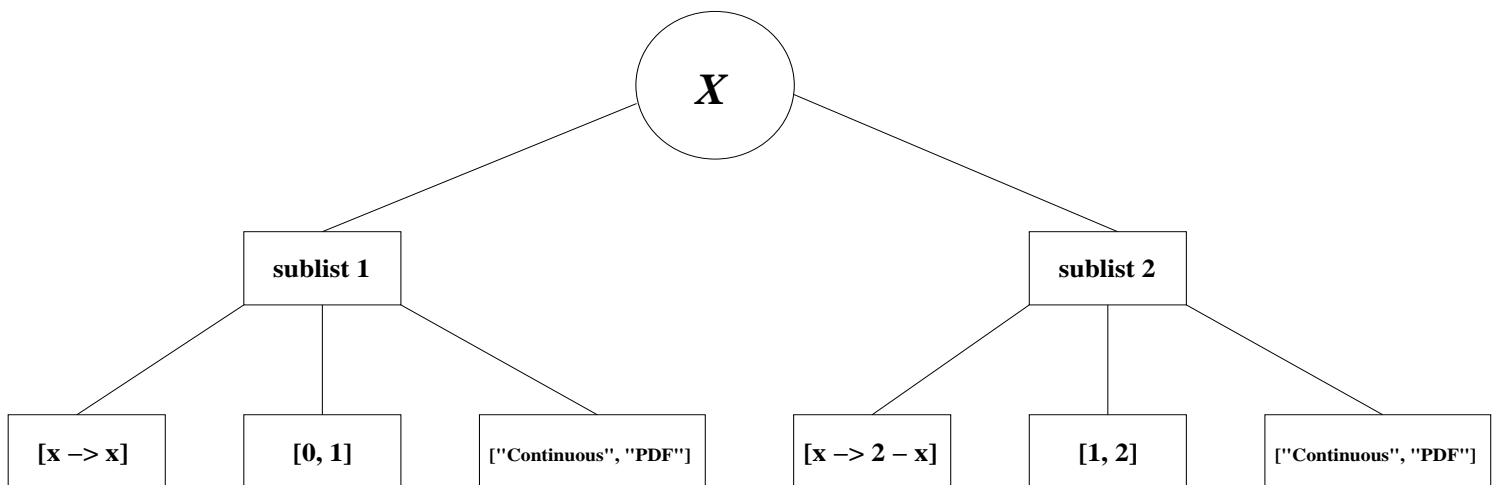 X
sublist 1
sublist 2
[x −> x]
[0, 1]
["Continuous", "PDF"]
[x −> 2 − x]
[1, 2]
["Continuous", "PDF"]